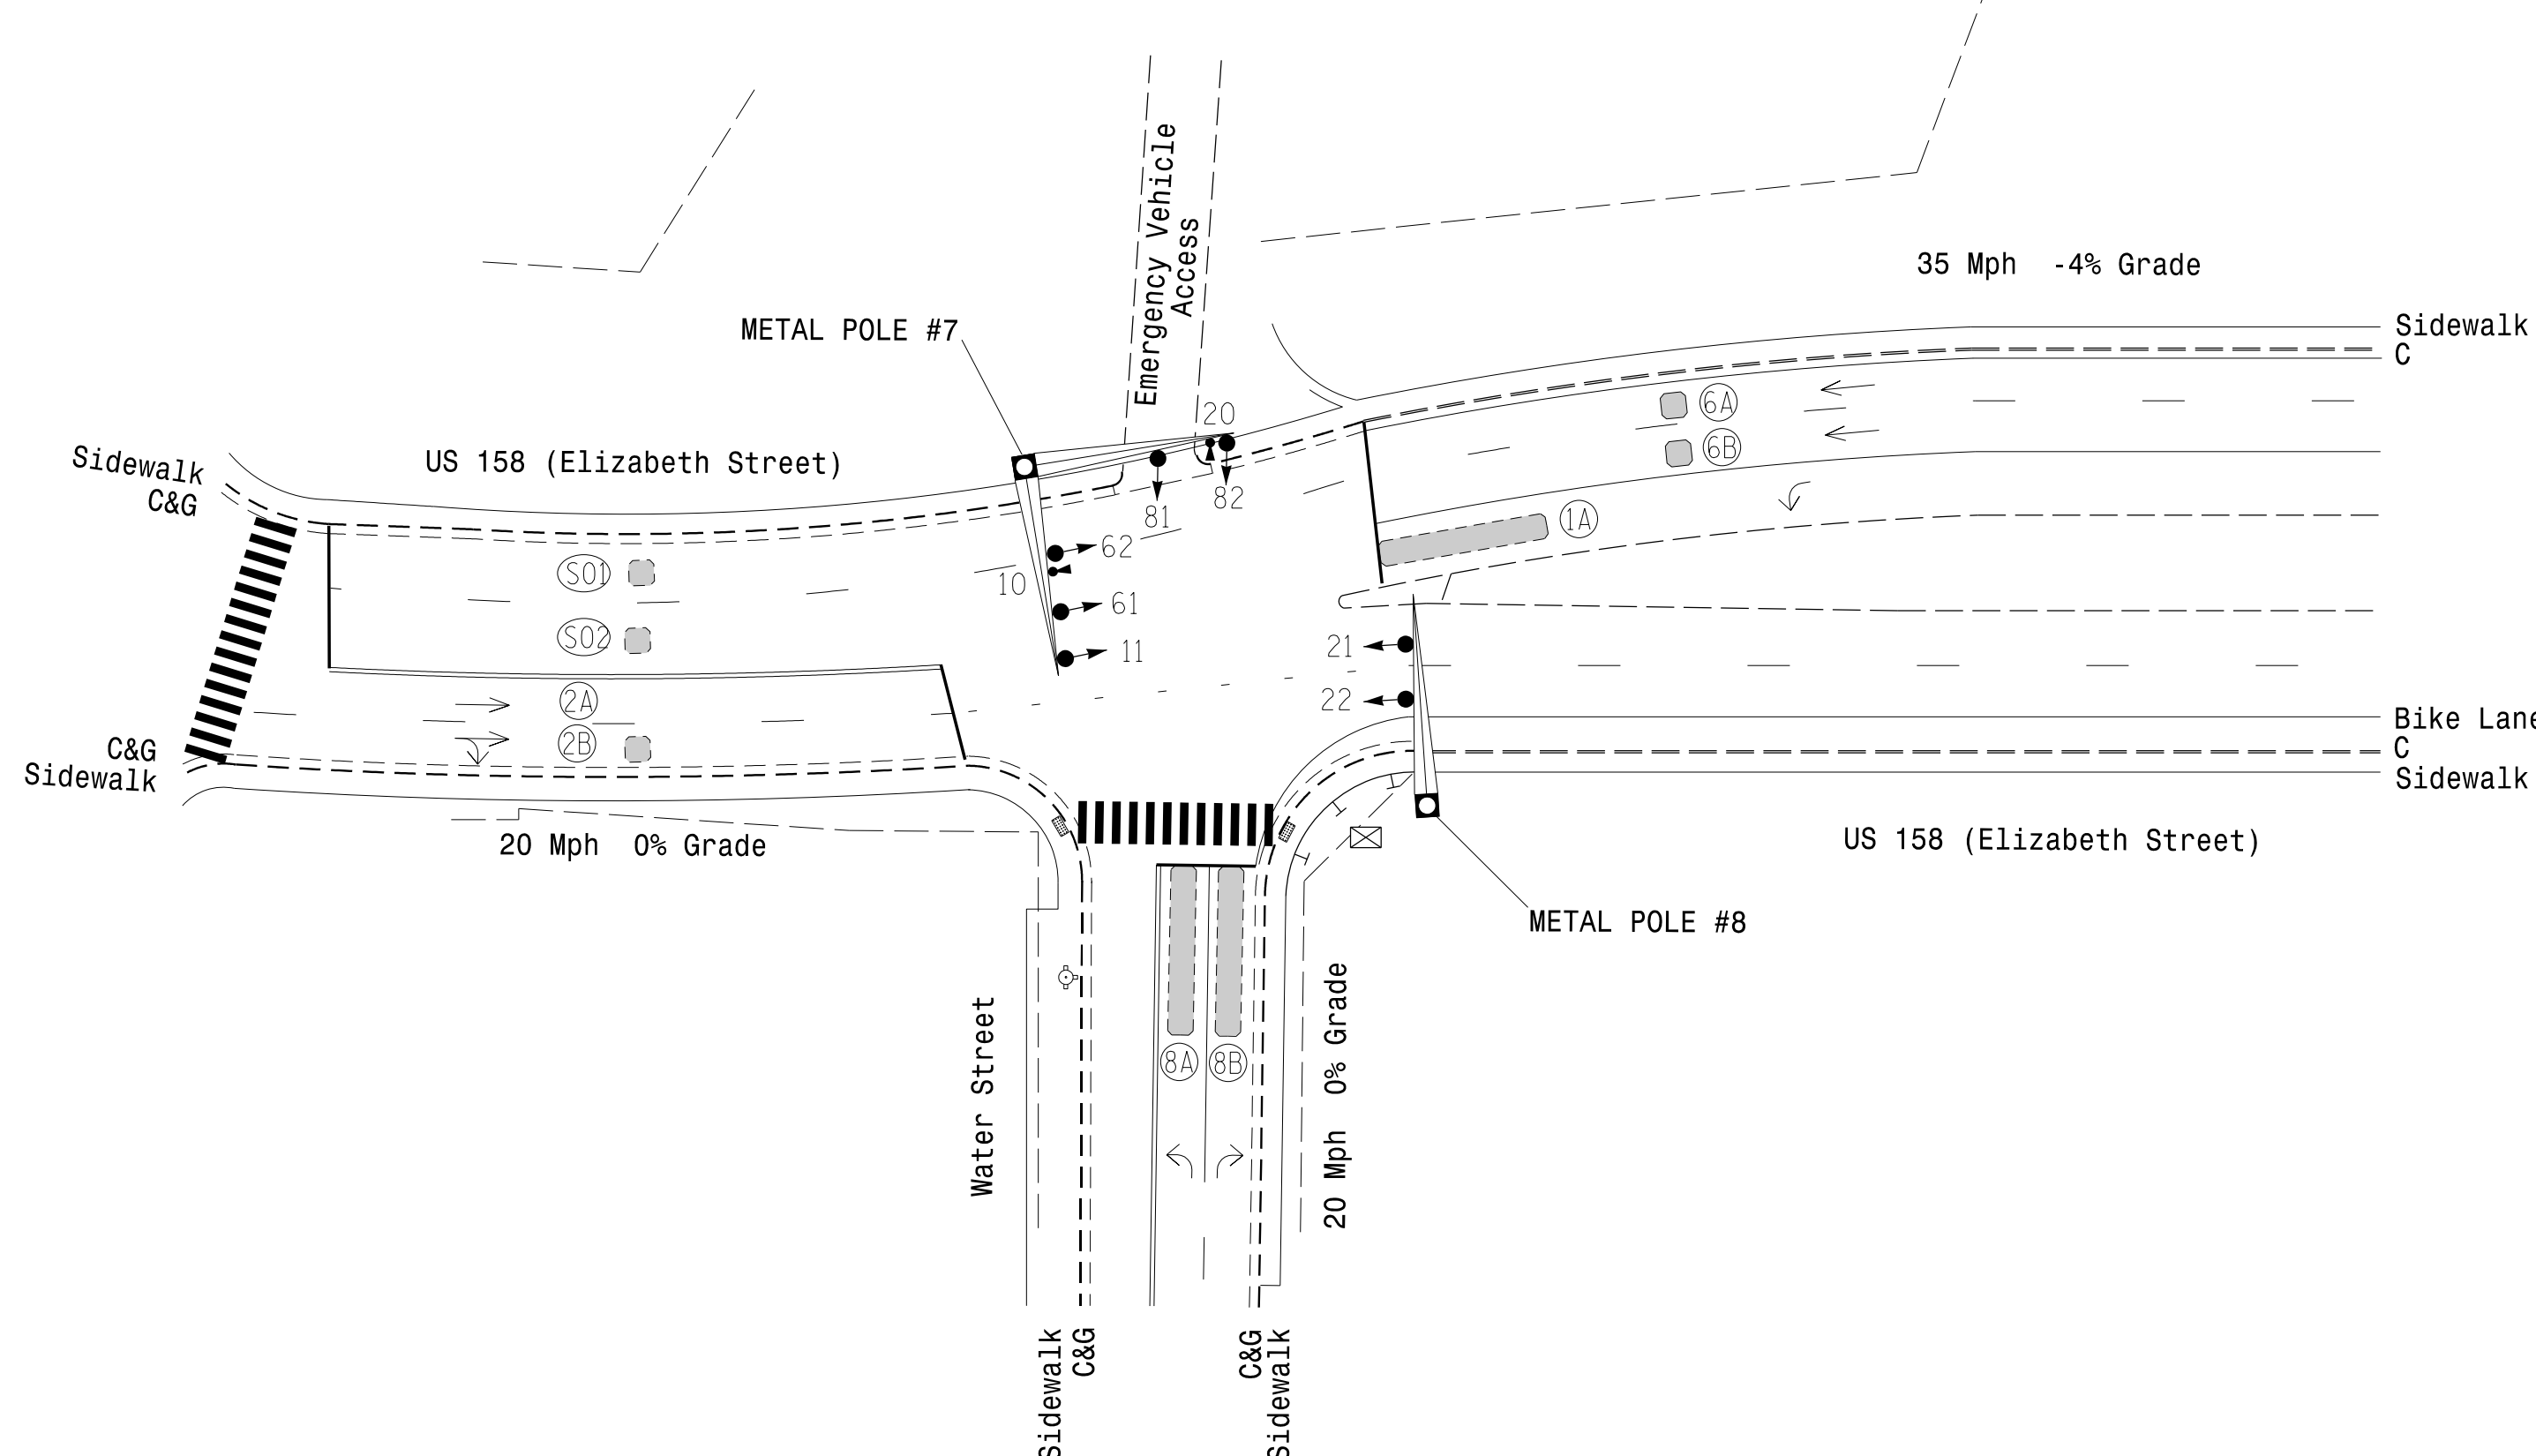 Emergency Vehicle
Access
35 Mph -4% Grade
METAL POLE #7
Sidewalk
C
6A
6B
20
US 158 (Elizabeth Street)
Sidewalk
C&G
81
82
1A
62
10
61
11
S01
S02
21
22
2A
2B
C&G
Sidewalk
Bike Lane
C
Sidewalk
20 Mph 0% Grade
US 158 (Elizabeth Street)
METAL POLE #8
Water Street
8A
8B
20 Mph 0% Grade
Sidewalk
C&G
C&G
Sidewalk